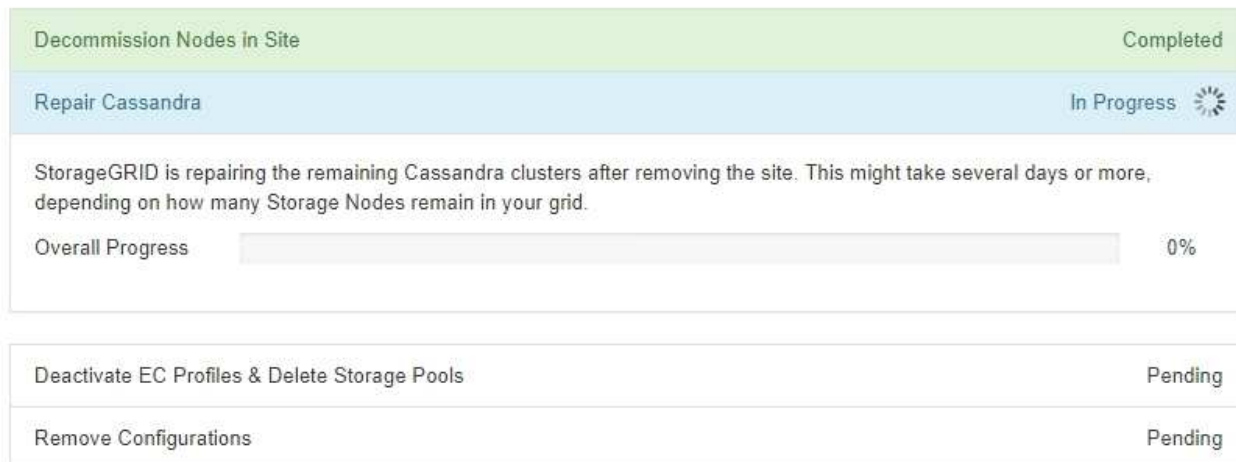 Decommission Nodes in Site Completed
Repair Cassandra In Progress
StorageGRID is repairing the remaining Cassandra clusters after removing the site. This might take several days or more,
depending on how many Storage Nodes remain in your grid.
Overall Progress 0%
Deactivate EC Profiles & Delete Storage Pools Pending
Remove Configurations Pending